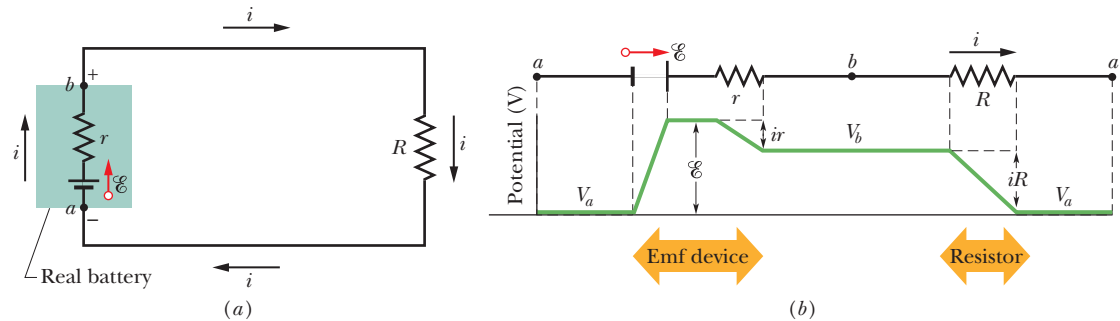 i
b
+
i
r
ℰ
a
–
R
i
Real battery
i
(a)
ℰ
i
a
b
a
r
R
Potential (V)
ir
V_b
ℰ
iR
V_a
V_a
Emf device
Resistor
(b)